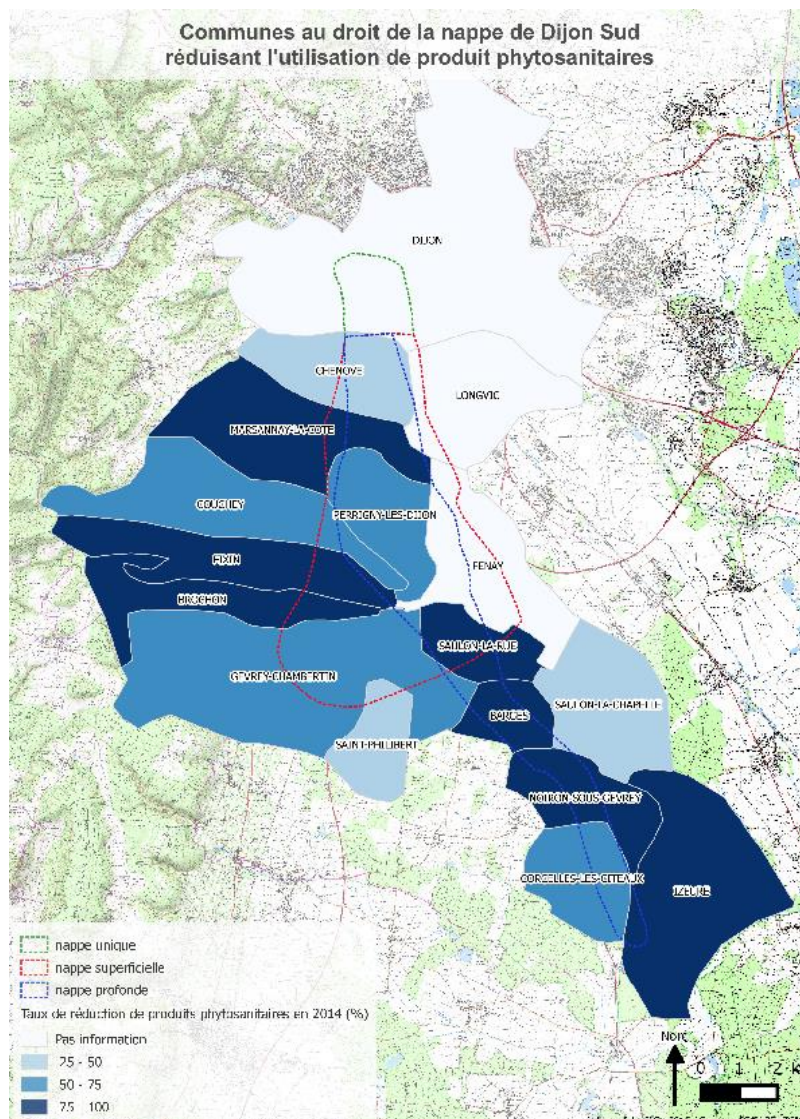 Communes au droit de la nappe de Dijon Sud
réduisant l'utilisation de produit phytosanitaires
DIJON
CHENOVE
LONGVIC
MARSANNAY-LA-COTE
COUCHEY
PERRIGNY-LES-DIJON
FIXIN
FENAY
BROCHON
SAULON-LA-RUE
GEVREY-CHAMBERTIN
SAULON-LA-CHAPELLE
BARGES
SAINT-PHILIBERT
NOIRON-SOUS-GEVREY
CORCELLES-LES-CITEAUX
IZEURE
nappe unique
nappe superficielle
nappe profonde
Taux de réduction de produits phytosanitaires en 2014 (%)
Pas information
25 - 50
50 - 75
75 - 100
Nord
0 1 2 k